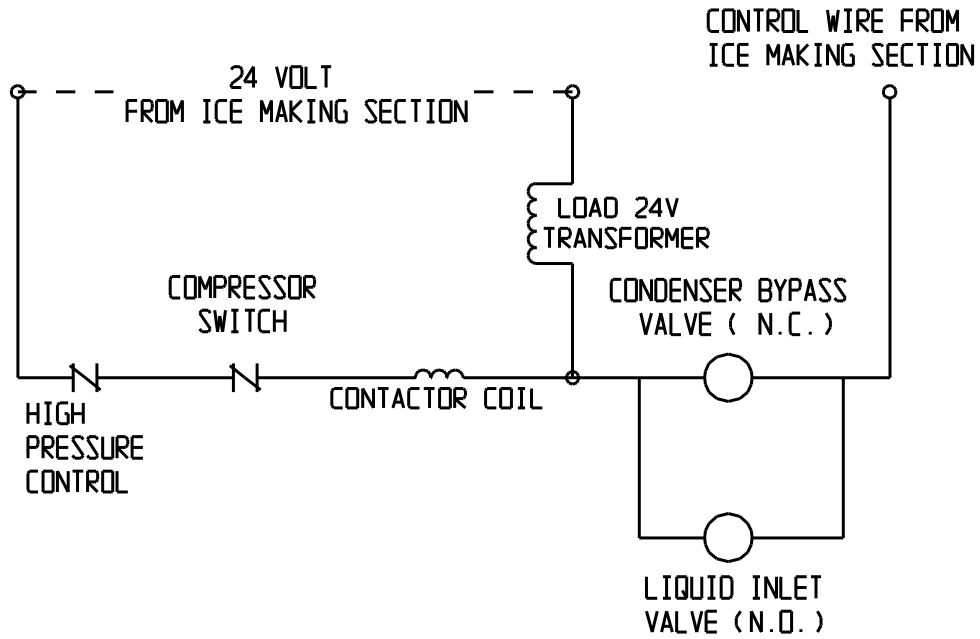 CONTROL WIRE FROM
ICE MAKING SECTION
24 VOLT
FROM ICE MAKING SECTION
LOAD 24V
TRANSFORMER
COMPRESSOR
SWITCH
CONDENSER BYPASS
VALVE ( N.C.)
CONTACTOR COIL
HIGH
PRESSURE
CONTROL
LIQUID INLET
VALVE (N.O.)